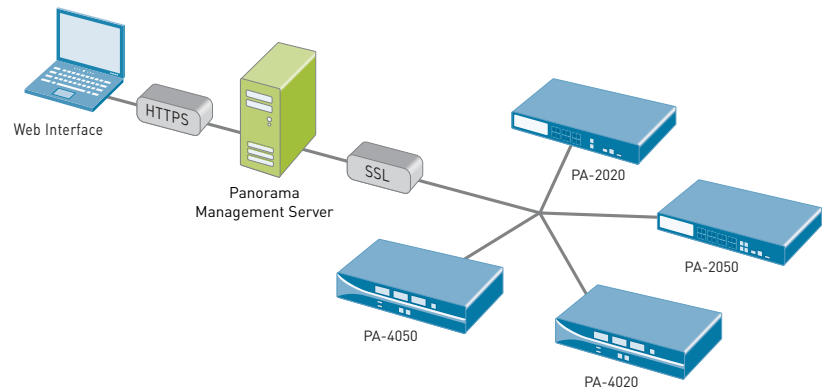 HTTPS
Web Interface
SSL
Panorama
Management Server
PA-2020
PA-2050
PA-4050
PA-4020